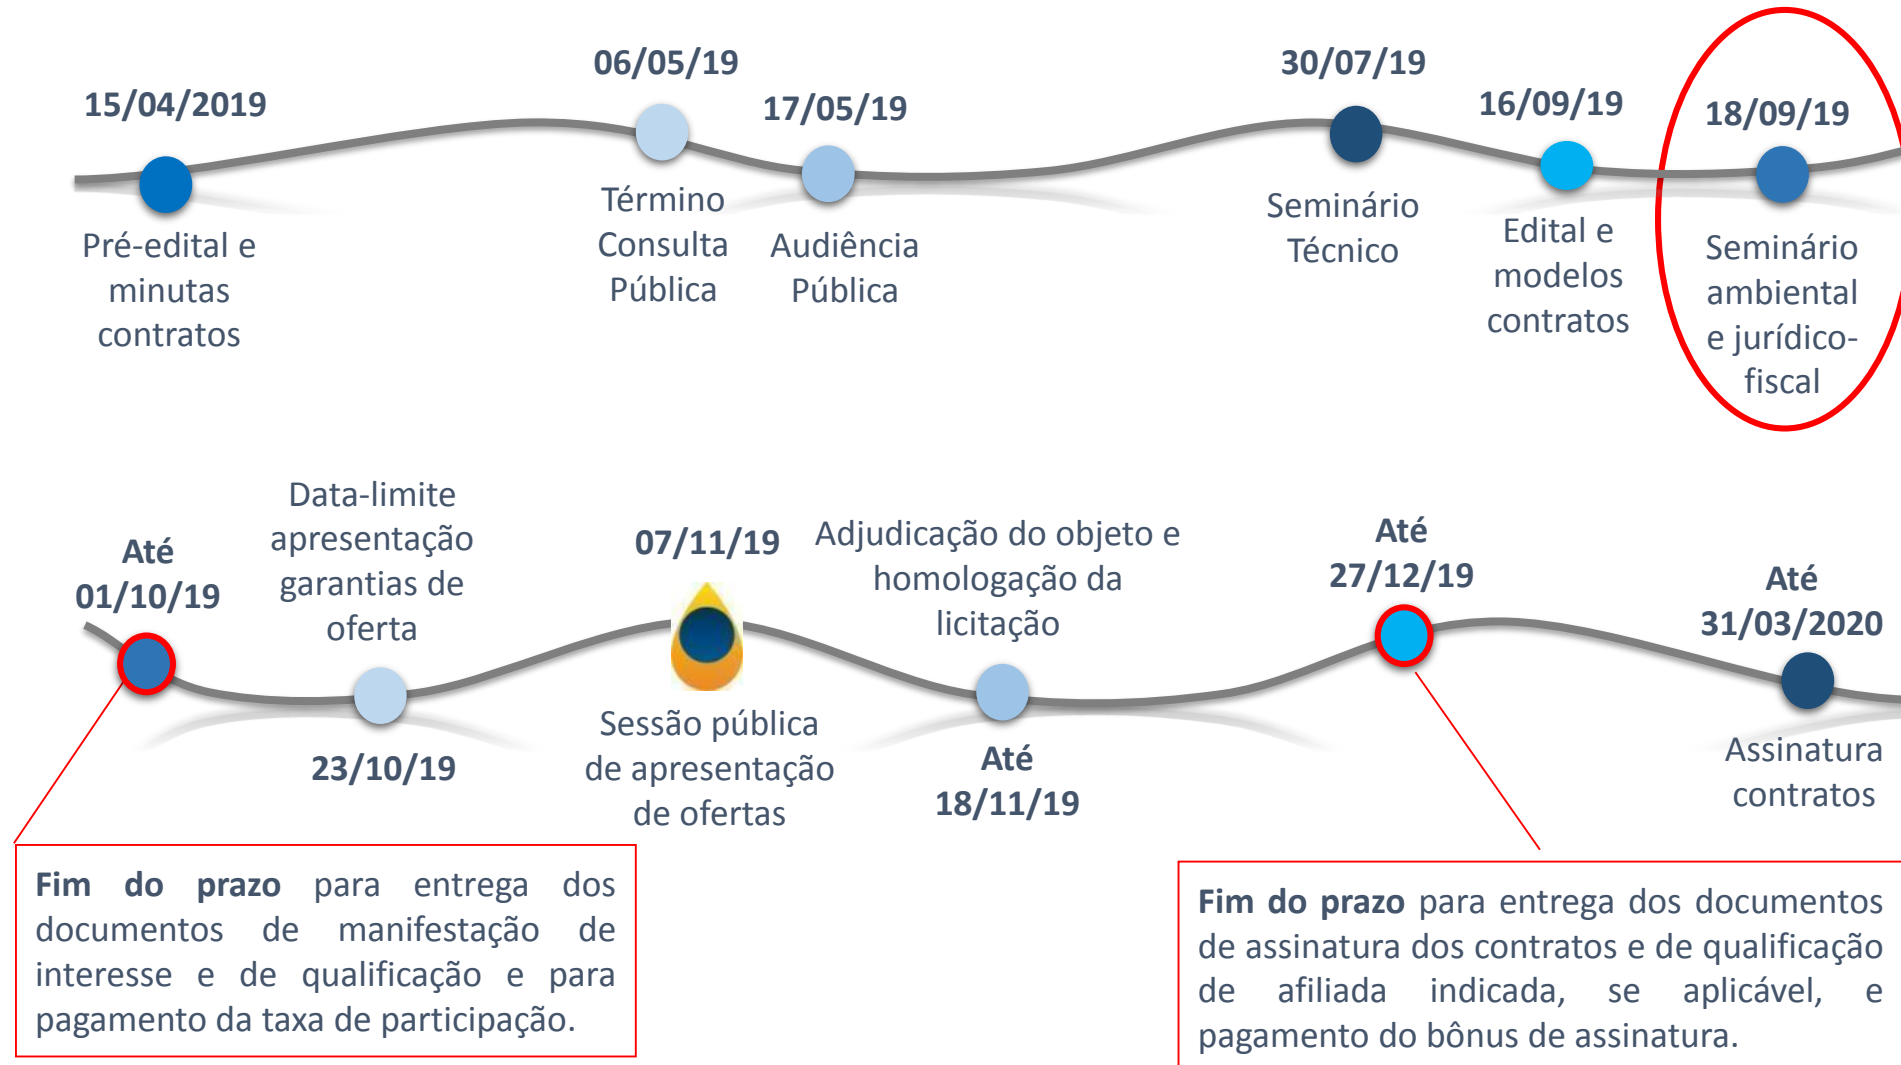 15/04/2019
Pré-edital e
minutas
contratos
06/05/19
Término
Consulta
Pública
17/05/19
Audiência
Pública
30/07/19
Seminário
Técnico
16/09/19
Edital e
modelos
contratos
18/09/19
Seminário
ambiental
e jurídico-
fiscal
Até
01/10/19
Data-limite
apresentação
garantias de
oferta
23/10/19
07/11/19
Sessão pública
de apresentação
de ofertas
Adjudicação do objeto e
homologação da
licitação
Até
18/11/19
Até
27/12/19
Até
31/03/2020
Assinatura
contratos
Fim do prazo para entrega dos
documentos de manifestação de
interesse e de qualificação e para
pagamento da taxa de participação.
Fim do prazo para entrega dos documentos
de assinatura dos contratos e de qualificação
de afiliada indicada, se aplicável, e
pagamento do bônus de assinatura.